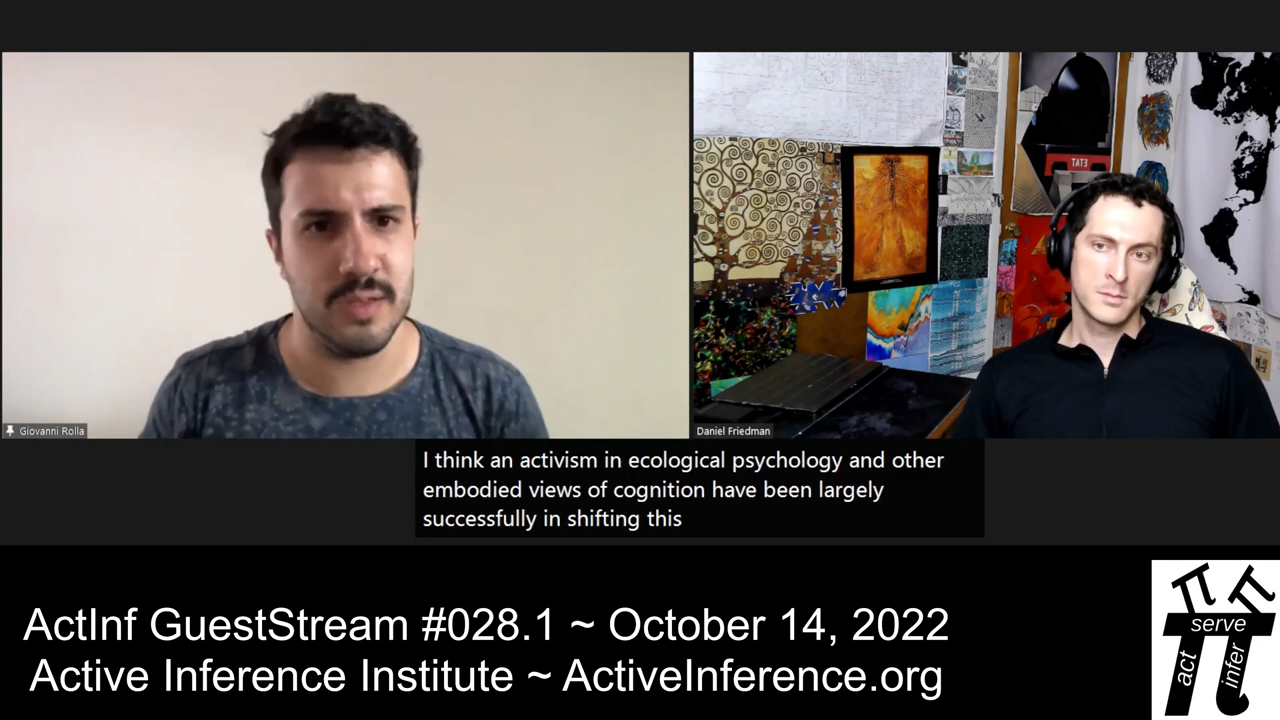 TATƎ
Giovanni Rolla
Daniel Friedman
I think an activism in ecological psychology and other
embodied views of cognition have been largely
successfully in shifting this
ActInf GuestStream #028.1 ~ October 14, 2022
Active Inference Institute ~ ActiveInference.org
serve
act
infer